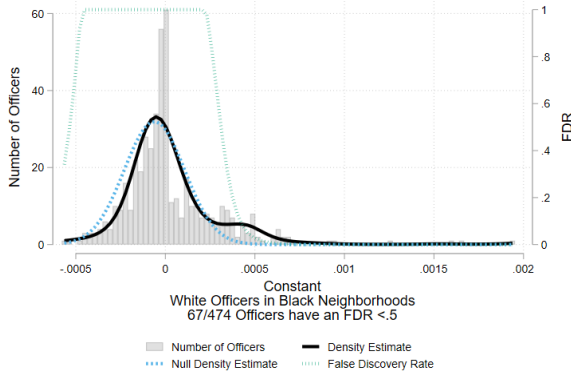 60
40
20
0
Number of Officers
1
.8
.6
.4
.2
0
FDR
-.0005
0
.0005
.001
.0015
.002
Constant
White Officers in Black Neighborhoods
67/474 Officers have an FDR <.5
Number of Officers
Density Estimate
Null Density Estimate
False Discovery Rate